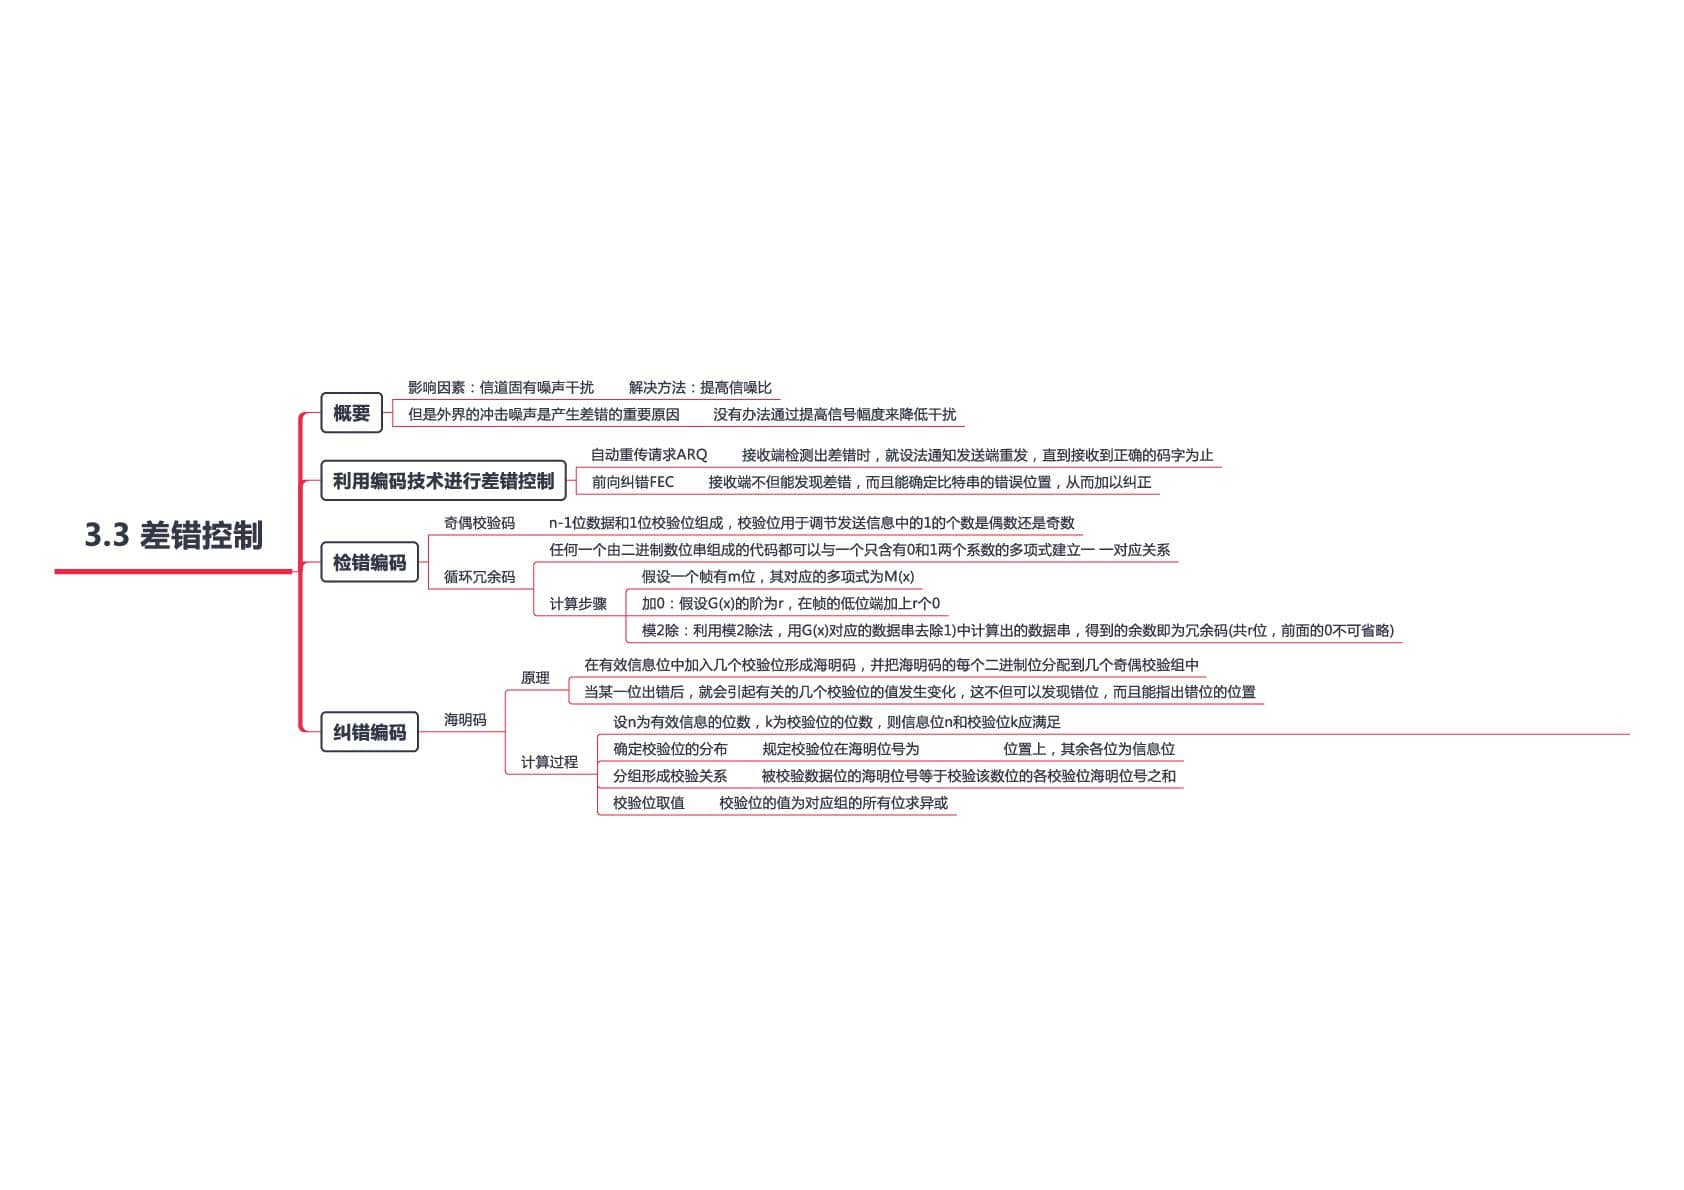 3.3 差错控制
概要
影响因素：信道固有噪声干扰 解决方法：提高信噪比
但是外界的冲击噪声是产生差错的重要原因 没有办法通过提高信号幅度来降低干扰
利用编码技术进行差错控制
自动重传请求ARQ 接收端检测出差错时，就设法通知发送端重发，直到接收到正确的码字为止
前向纠错FEC 接收端不但能发现差错，而且能确定比特串的错误位置，从而加以纠正
检错编码
奇偶校验码 n-1位数据和1位校验位组成，校验位用于调节发送信息中的1的个数是偶数还是奇数
循环冗余码
任何一个由二进制数位串组成的代码都可以与一个只含有0和1两个系数的多项式建立一 一对应关系
计算步骤
假设一个帧有m位，其对应的多项式为M(x)
加0：假设G(x)的阶为r，在帧的低位端加上r个0
模2除：利用模2除法，用G(x)对应的数据串去除1)中计算出的数据串，得到的余数即为冗余码(共r位，前面的0不可省略)
纠错编码
海明码
原理
在有效信息位中加入几个校验位形成海明码，并把海明码的每个二进制位分配到几个奇偶校验组中
当某一位出错后，就会引起有关的几个校验位的值发生变化，这不但可以发现错位，而且能指出错位的位置
计算过程
设n为有效信息的位数，k为校验位的位数，则信息位n和校验位k应满足
确定校验位的分布 规定校验位在海明位号为 位置上，其余各位为信息位
分组形成校验关系 被校验数据位的海明位号等于校验该数位的各校验位海明位号之和
校验位取值 校验位的值为对应组的所有位求异或